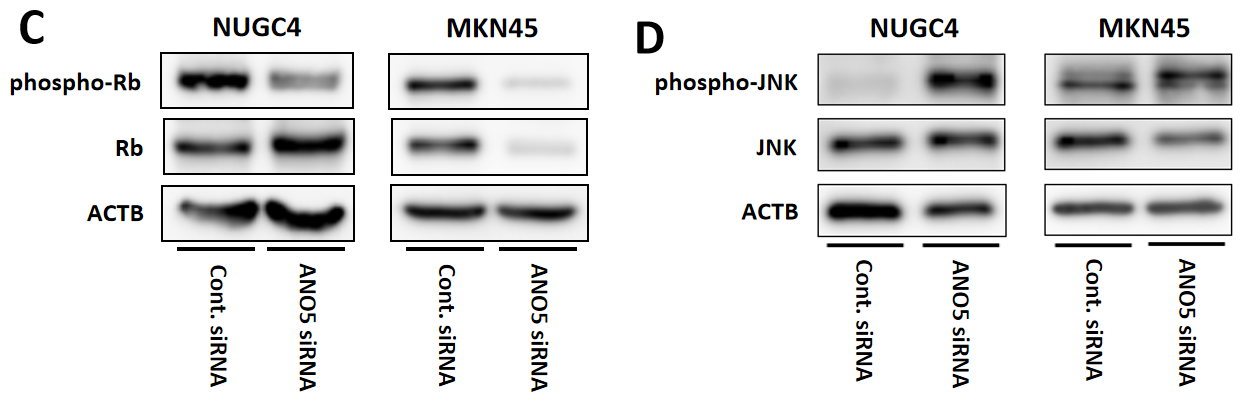 C
NUGC4
MKN45
phospho-Rb
Rb
ACTB
Cont. siRNA
ANO5 siRNA
Cont. siRNA
ANO5 siRNA
D
NUGC4
MKN45
phospho-JNK
JNK
ACTB
Cont. siRNA
ANO5 siRNA
Cont. siRNA
ANO5 siRNA